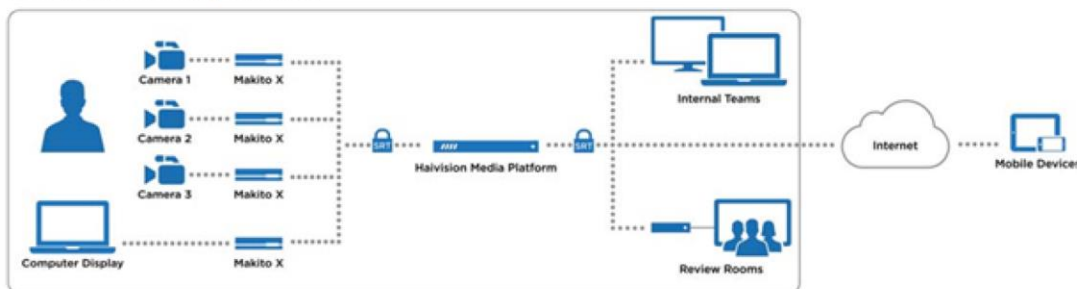 Camera 1
Makito X
Camera 2
Makito X
Camera 3
Makito X
Computer Display
Makito X
SRT
Haivision Media Platform
SRT
Internal Teams
Review Rooms
Internet
Mobile Devices